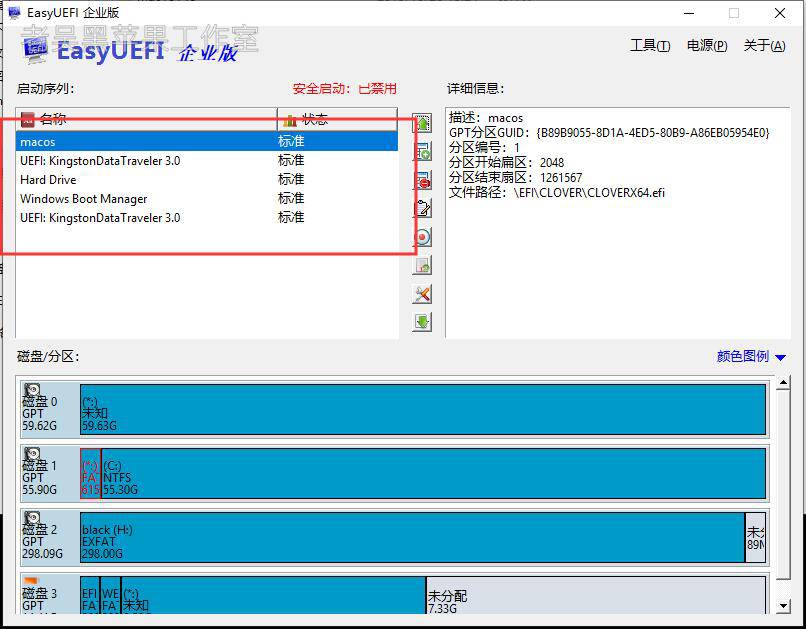 EasyUEFI 企业版
老吴黑苹果工作室
EasyUEFI 企业版
工具(T) 电源(P) 关于(A)
启动序列: 安全启动: 已禁用
名称 状态
macos 标准
UEFI: KingstonDataTraveler 3.0 标准
Hard Drive 标准
Windows Boot Manager 标准
UEFI: KingstonDataTraveler 3.0 标准
详细信息:
描述: macos
GPT分区GUID: {B89B9055-8D1A-4ED5-80B9-A86EB05954E0}
分区编号: 1
分区开始扇区: 2048
分区结束扇区: 1261567
文件路径: \EFI\CLOVER\CLOVERX64.efi
磁盘/分区: 颜色图例
磁盘 0
GPT
59.62G
(*:)
未知
59.63G
磁盘 1
GPT
55.90G
(*:)
FA
615
(C:)
NTFS
55.30G
磁盘 2
GPT
298.09G
black (H:)
EXFAT
298.00G
未分
89M
磁盘 3
GPT
EFI
FA
WE
FA
(*:)
未知
未分配
7.33G